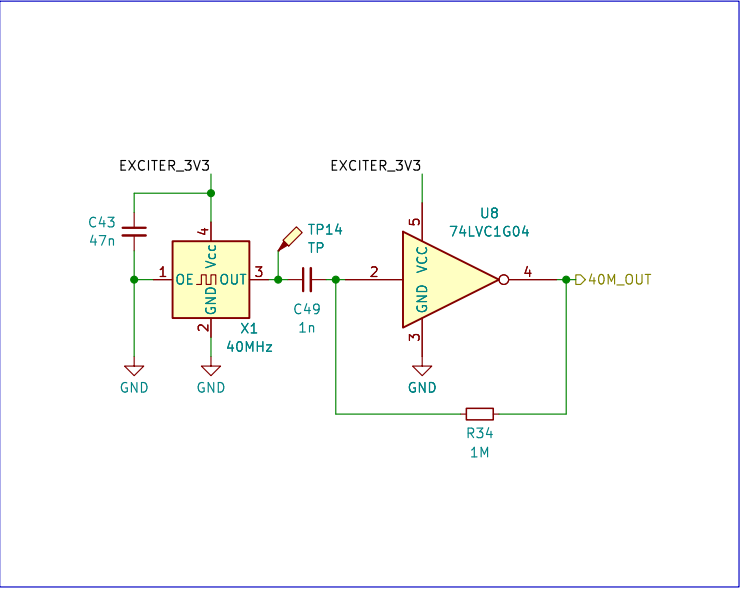 EXCITER_3V3
EXCITER_3V3
C43
47n
4
Vcc
1
OE
OUT
3
GND
2
X1
40MHz
GND
GND
TP14
TP
C49
1n
U8
74LVC1G04
5
VCC
2
4
GND
3
GND
40M_OUT
R34
1M